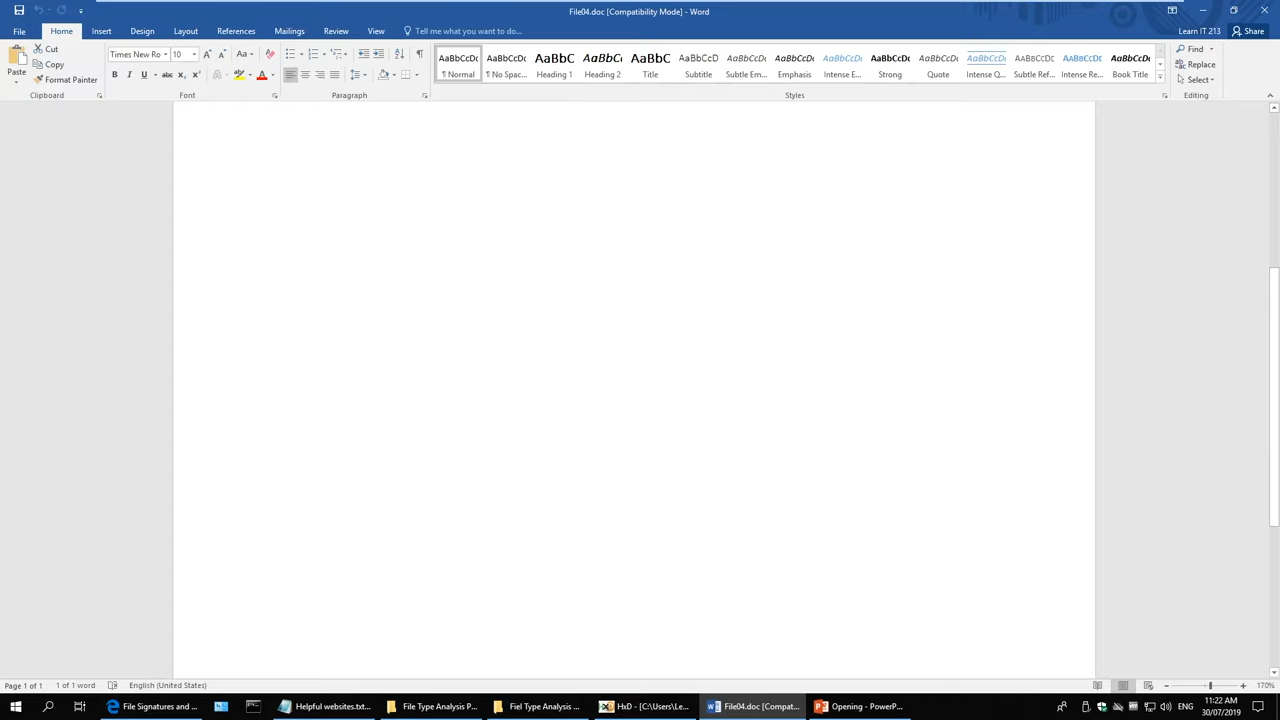 File04.doc [Compatibility Mode] - Word
File Home Insert Design Layout References Mailings Review View Tell me what you want to do... Learn IT 213 Share
Paste Cut Copy Format Painter
Clipboard
Times New Ro 10
Font
Paragraph
AaBbCcDc AaBbCcDc AaBbC AaBbCc AaBbC AaBbCcD AaBbCcDc AaBbCcDc AaBbCcDc AaBbCcDc AaBbCcDc AaBbCcDc AaBbCcDc AaBbCcDc AaBbCcDc
¶ Normal ¶ No Spac... Heading 1 Heading 2 Title Subtitle Subtle Em... Emphasis Intense E... Strong Quote Intense Q... Subtle Ref... Intense Re... Book Title
Styles
Find
Replace
Select
Editing
Page 1 of 1 1 of 1 word English (United States) 170%
File Signatures and ... Helpful websites.txt... File Type Analysis P... Fiel Type Analysis ... HxD - [C:\Users\Le... File04.doc [Compat... Opening - PowerP... ENG
11:22 AM
30/07/2019